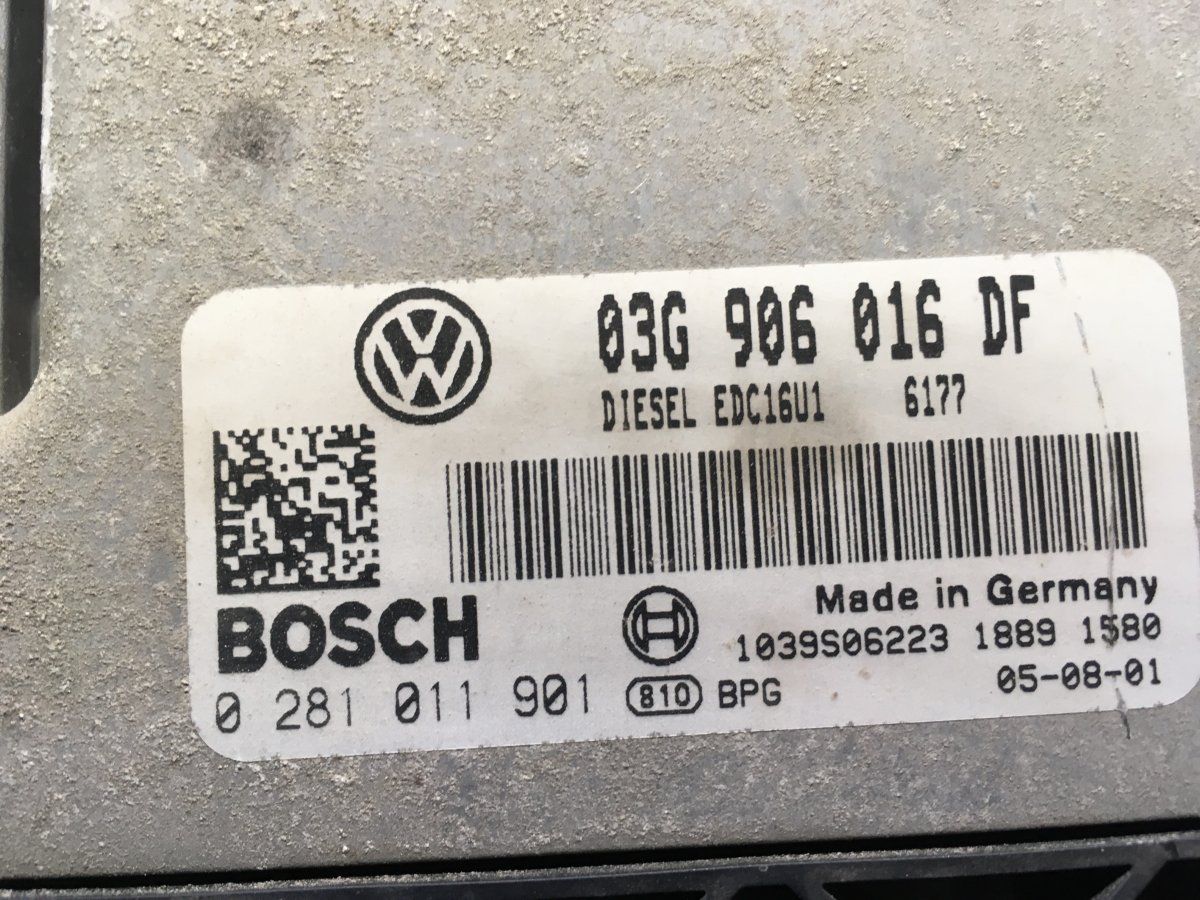 03G 906 016 DF
DIESEL EDC16U1 6177
Made in Germany
BOSCH
1039S06223 1889 1580
0 281 011 901 810 BPG
05-08-01